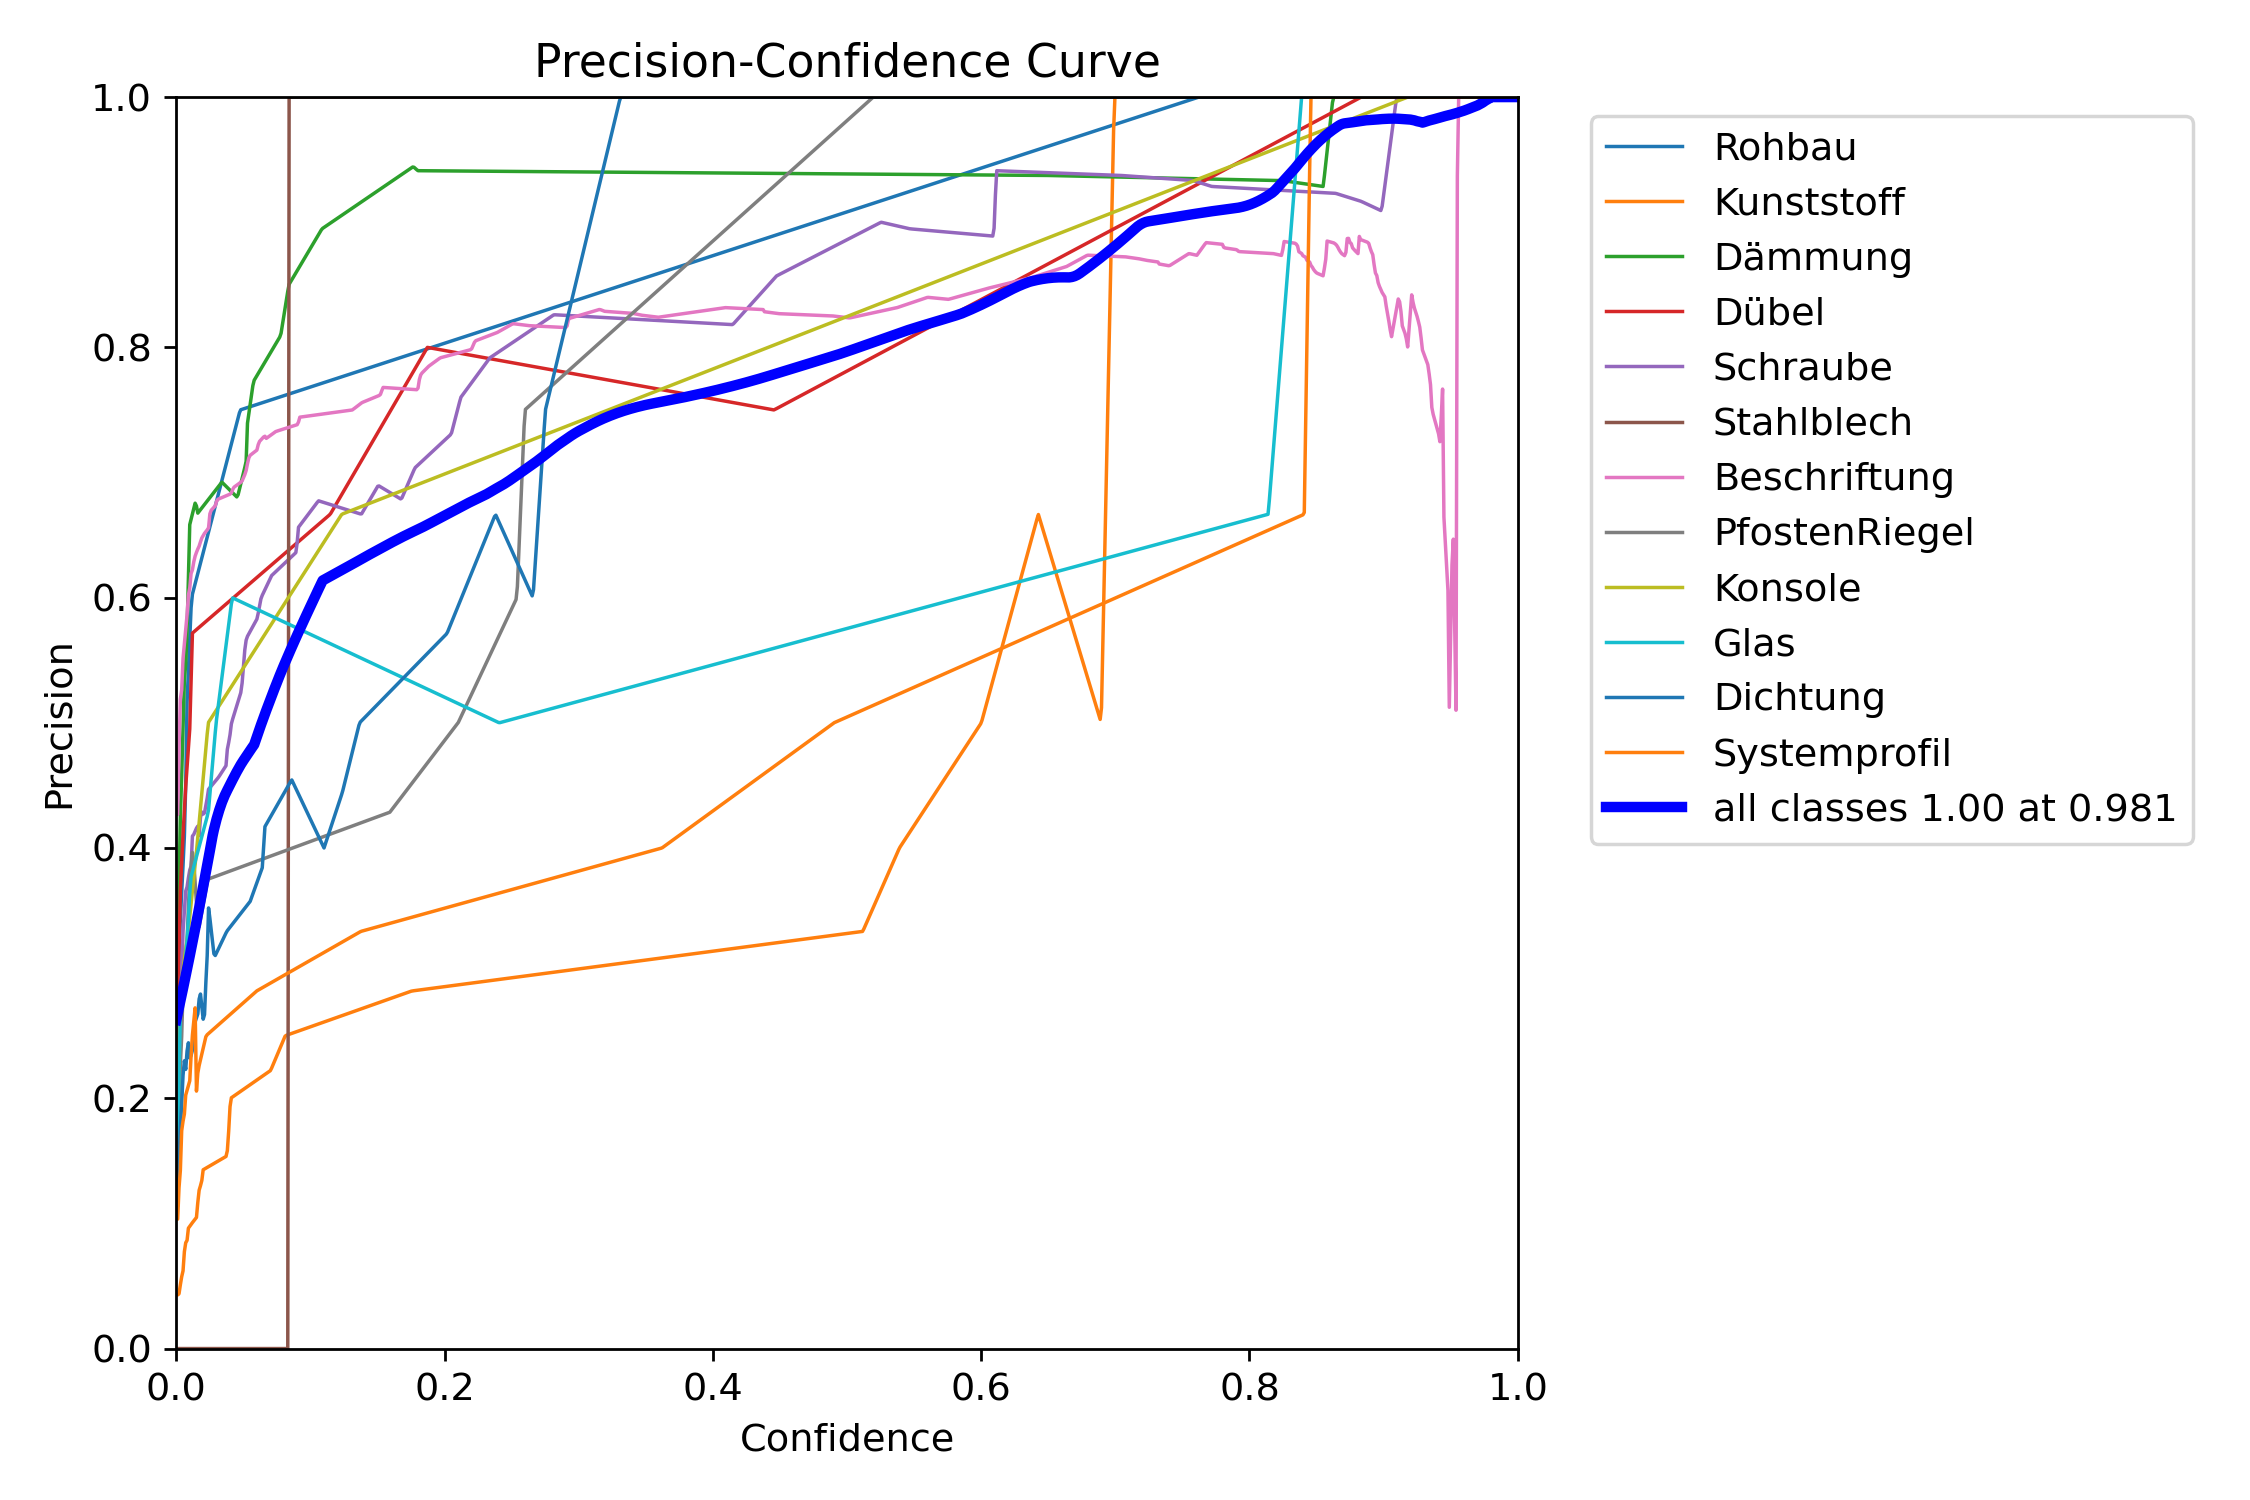 Precision-Confidence Curve
1.0
0.8
0.6
0.4
0.2
0.0
Precision
0.0 0.2 0.4 0.6 0.8 1.0
Confidence
Rohbau
Kunststoff
Dämmung
Dübel
Schraube
Stahlblech
Beschriftung
PfostenRiegel
Konsole
Glas
Dichtung
Systemprofil
all classes 1.00 at 0.981